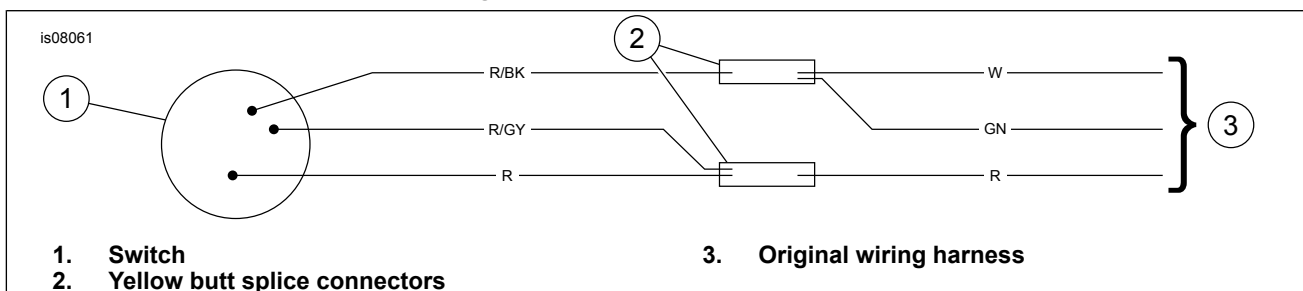 is08061
2
1
R/BK
W
R/GY
GN
3
R
R
1. Switch
2. Yellow butt splice connectors
3. Original wiring harness